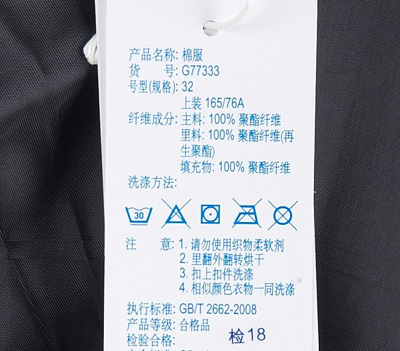 产品名称: 棉服
货 号: G77333
号型(规格): 32
上装 165/76A
纤维成分: 主料: 100% 聚酯纤维
里料: 100% 聚酯纤维(再
生聚酯)
填充物: 100% 聚酯纤维
洗涤方法:
30
注 意: 1. 请勿使用织物柔软剂
2. 里翻外翻转烘干
3. 扣上扣件洗涤
4. 相似颜色衣物一同洗涤
执行标准: GB/T 2662-2008
产品等级: 合格品
检验合格: 检18